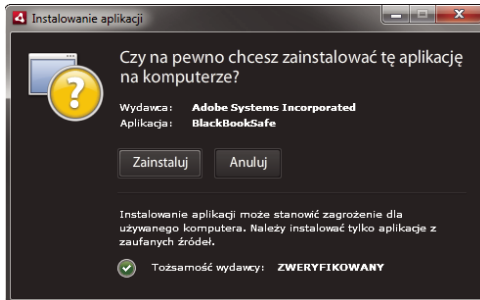 Instalowanie aplikacji
Czy na pewno chcesz zainstalować tę aplikację
na komputerze?
Wydawca: Adobe Systems Incorporated
Aplikacja: BlackBookSafe
Zainstaluj Anuluj
Instalowanie aplikacji może stanowić zagrożenie dla
używanego komputera. Należy instalować tylko aplikacje z
zaufanych źródeł.
Tożsamość wydawcy: ZWERYFIKOWANY